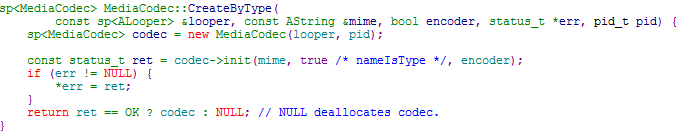 sp<MediaCodec> MediaCodec::CreateByType(
        const sp<ALooper> &looper, const AString &mime, bool encoder, status_t *err, pid_t pid) {
    sp<MediaCodec> codec = new MediaCodec(looper, pid);

    const status_t ret = codec->init(mime, true /* nameIsType */, encoder);
    if (err != NULL) {
        *err = ret;
    }
    return ret == OK ? codec : NULL; // NULL deallocates codec.
}